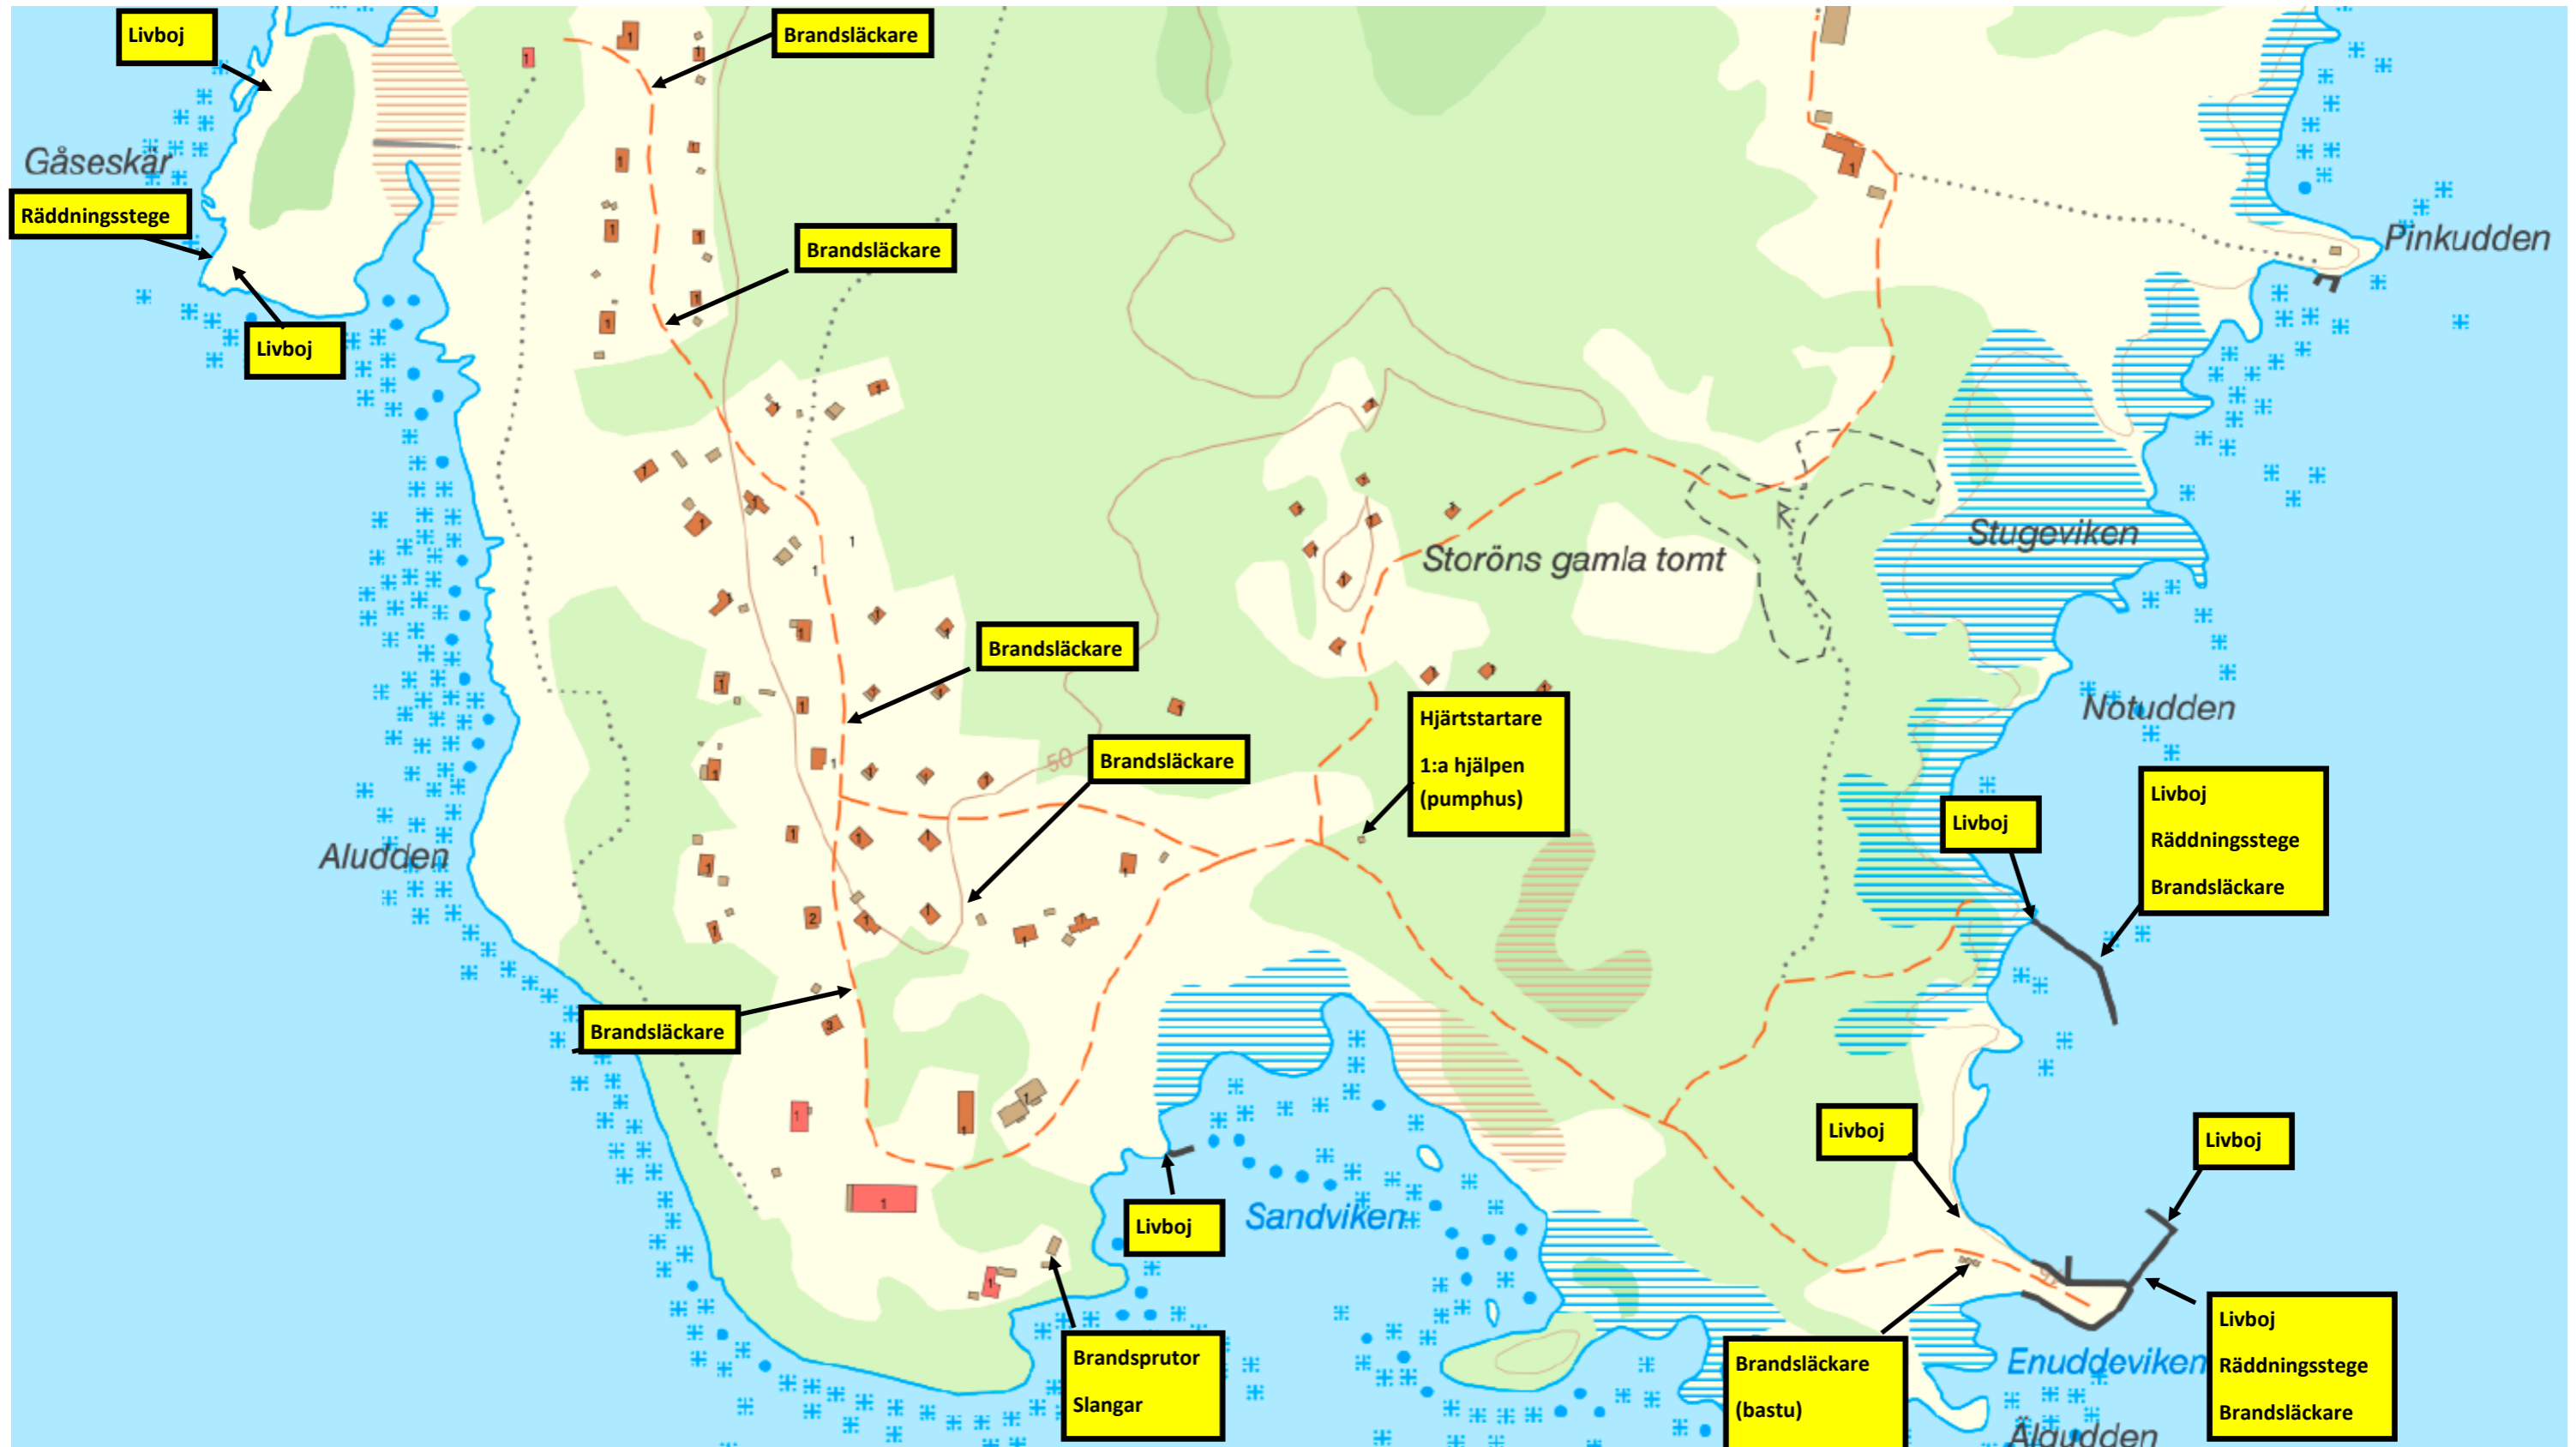 Livboj
Brandsläckare
Gåseskär
Räddningsstege
Pinkudden
Brandsläckare
Livboj
Stugeviken
Storöns gamla tomt
Brandsläckare
Notudden
Hjärtstartare
1:a hjälpen
(pumphus)
50
Brandsläckare
Livboj
Räddningsstege
Brandsläckare
Livboj
Aludden
Brandsläckare
Livboj
Livboj
Livboj
Sandviken
Brandsprutor
Slangar
Brandsläckare
(bastu)
Enuddeviken
Livboj
Räddningsstege
Brandsläckare
Älgudden